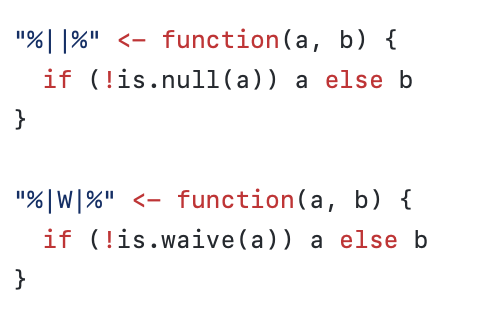 "%||%" <- function(a, b) {
  if (!is.null(a)) a else b
}
"%|W|%" <- function(a, b) {
  if (!is.waive(a)) a else b
}